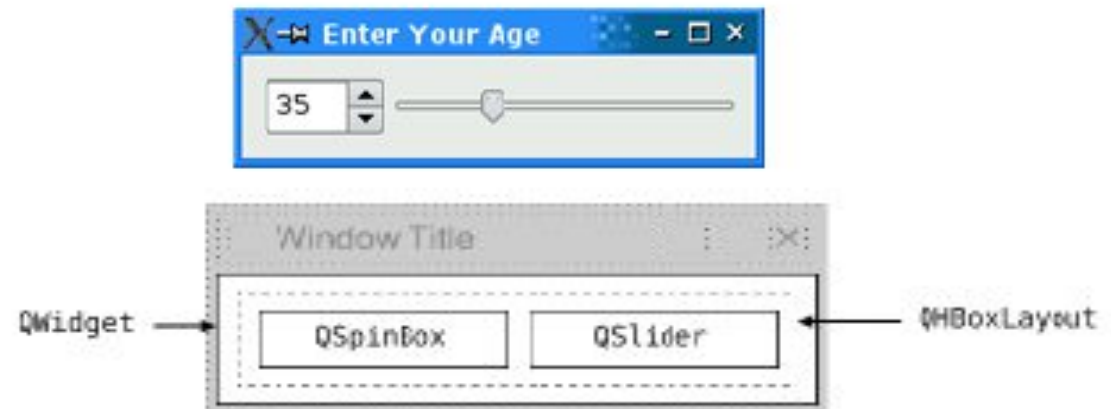 Enter Your Age
35
Window Title
QWidget
QSpinBox
QSlider
QHBoxLayout